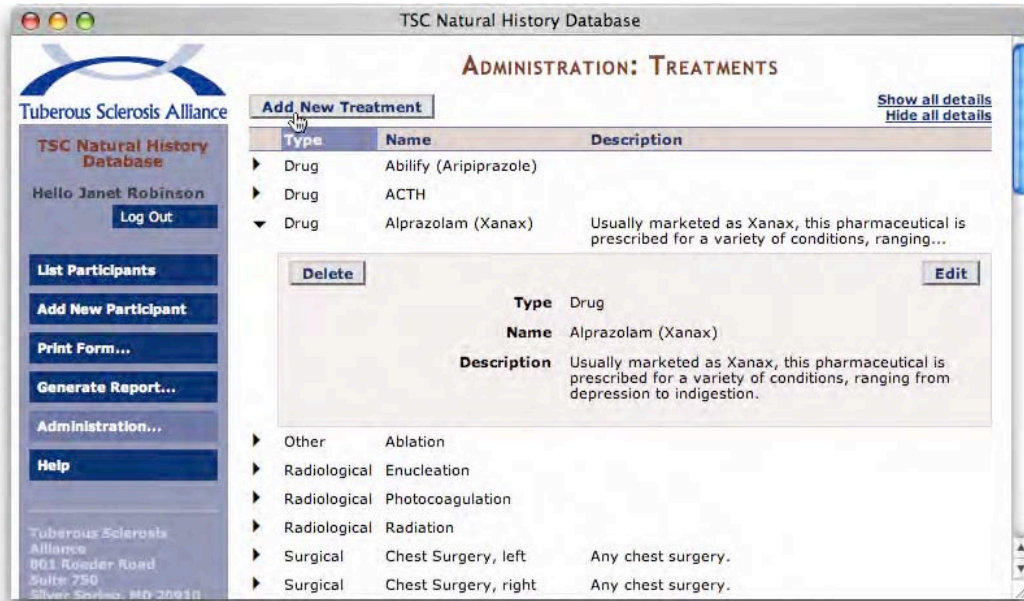 TSC Natural History Database
Tuberous Sclerosis Alliance
TSC Natural History
Database
Hello Janet Robinson
Log Out
List Participants
Add New Participant
Print Form...
Generate Report...
Administration...
Help
Tuberous Sclerosis
Alliance
801 Roeder Road
Suite 750
Silver Spring, MD 20910
ADMINISTRATION: TREATMENTS
Add New Treatment
Show all details
Hide all details
Type Name Description
Drug Abilify (Aripiprazole)
Drug ACTH
Drug Alprazolam (Xanax) Usually marketed as Xanax, this pharmaceutical is
prescribed for a variety of conditions, ranging...
Delete Edit
Type Drug
Name Alprazolam (Xanax)
Description Usually marketed as Xanax, this pharmaceutical is
prescribed for a variety of conditions, ranging from
depression to indigestion.
Other Ablation
Radiological Enucleation
Radiological Photocoagulation
Radiological Radiation
Surgical Chest Surgery, left Any chest surgery.
Surgical Chest Surgery, right Any chest surgery.